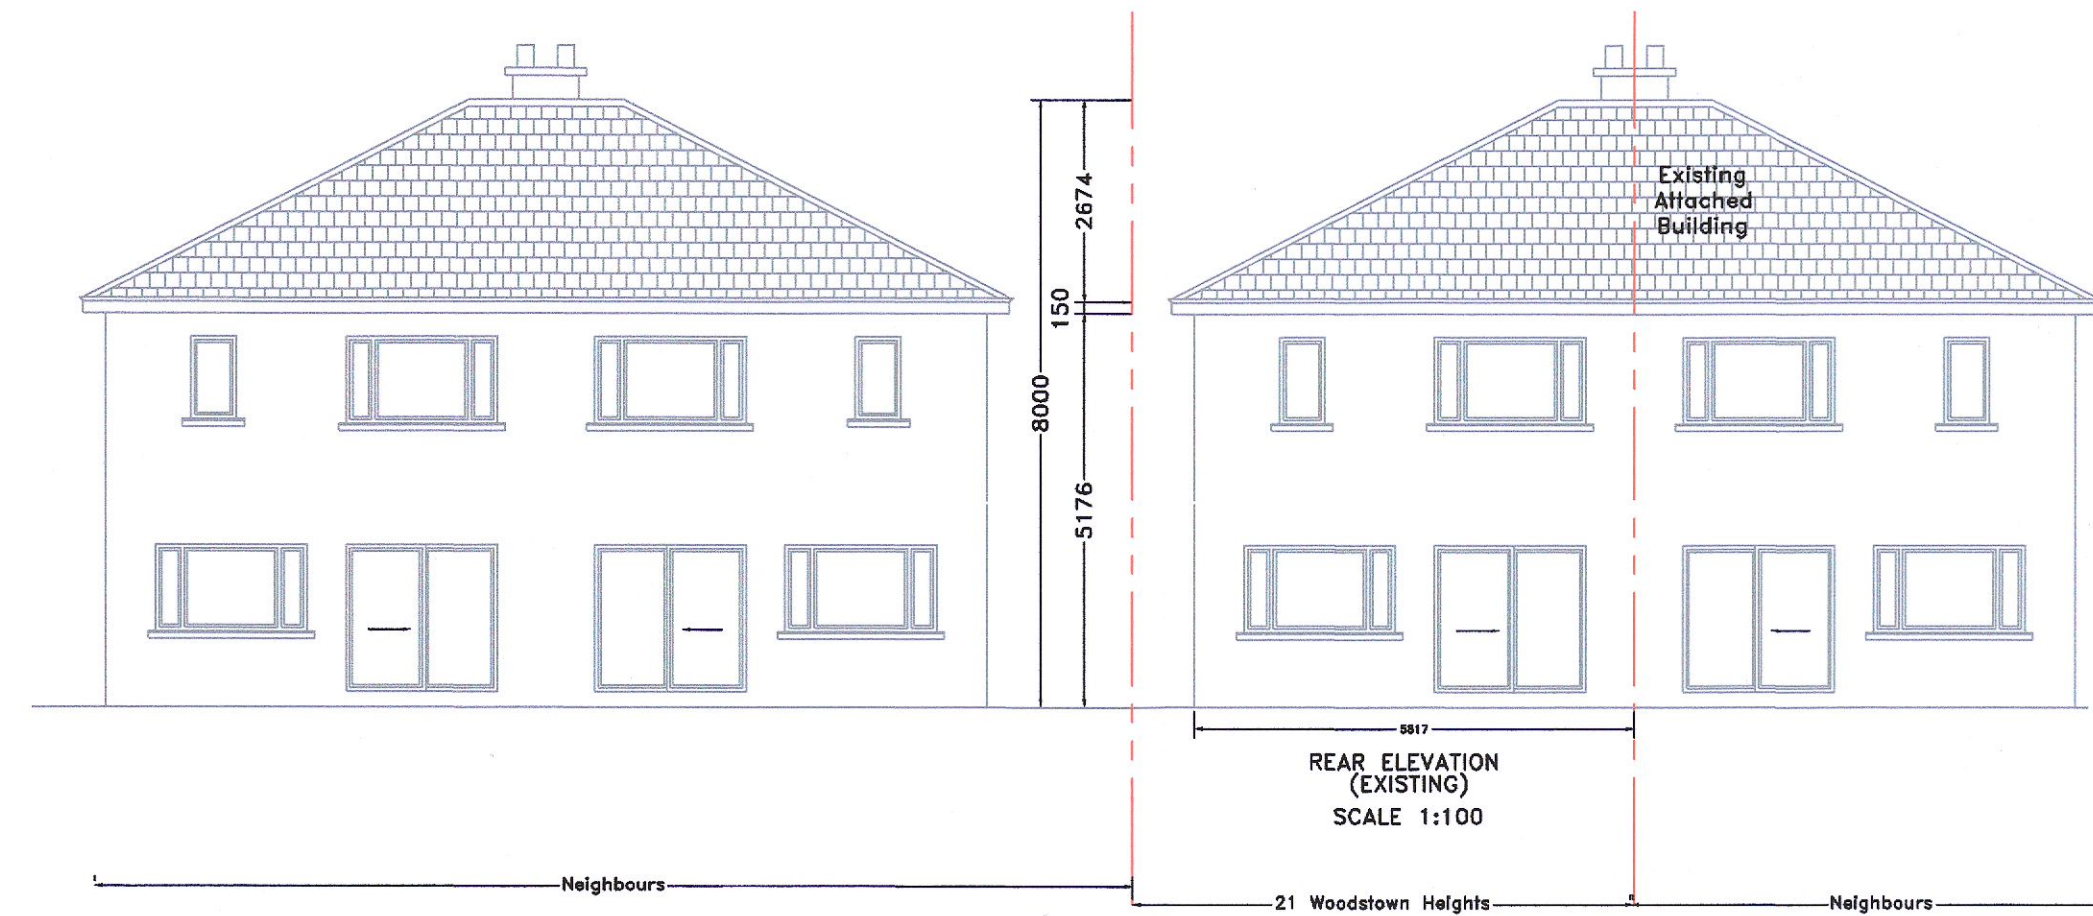 Existing
Attached
Building
2674
150
8000
5176
5817
REAR ELEVATION
(EXISTING)
SCALE 1:100
Neighbours
21 Woodstown Heights
Neighbours